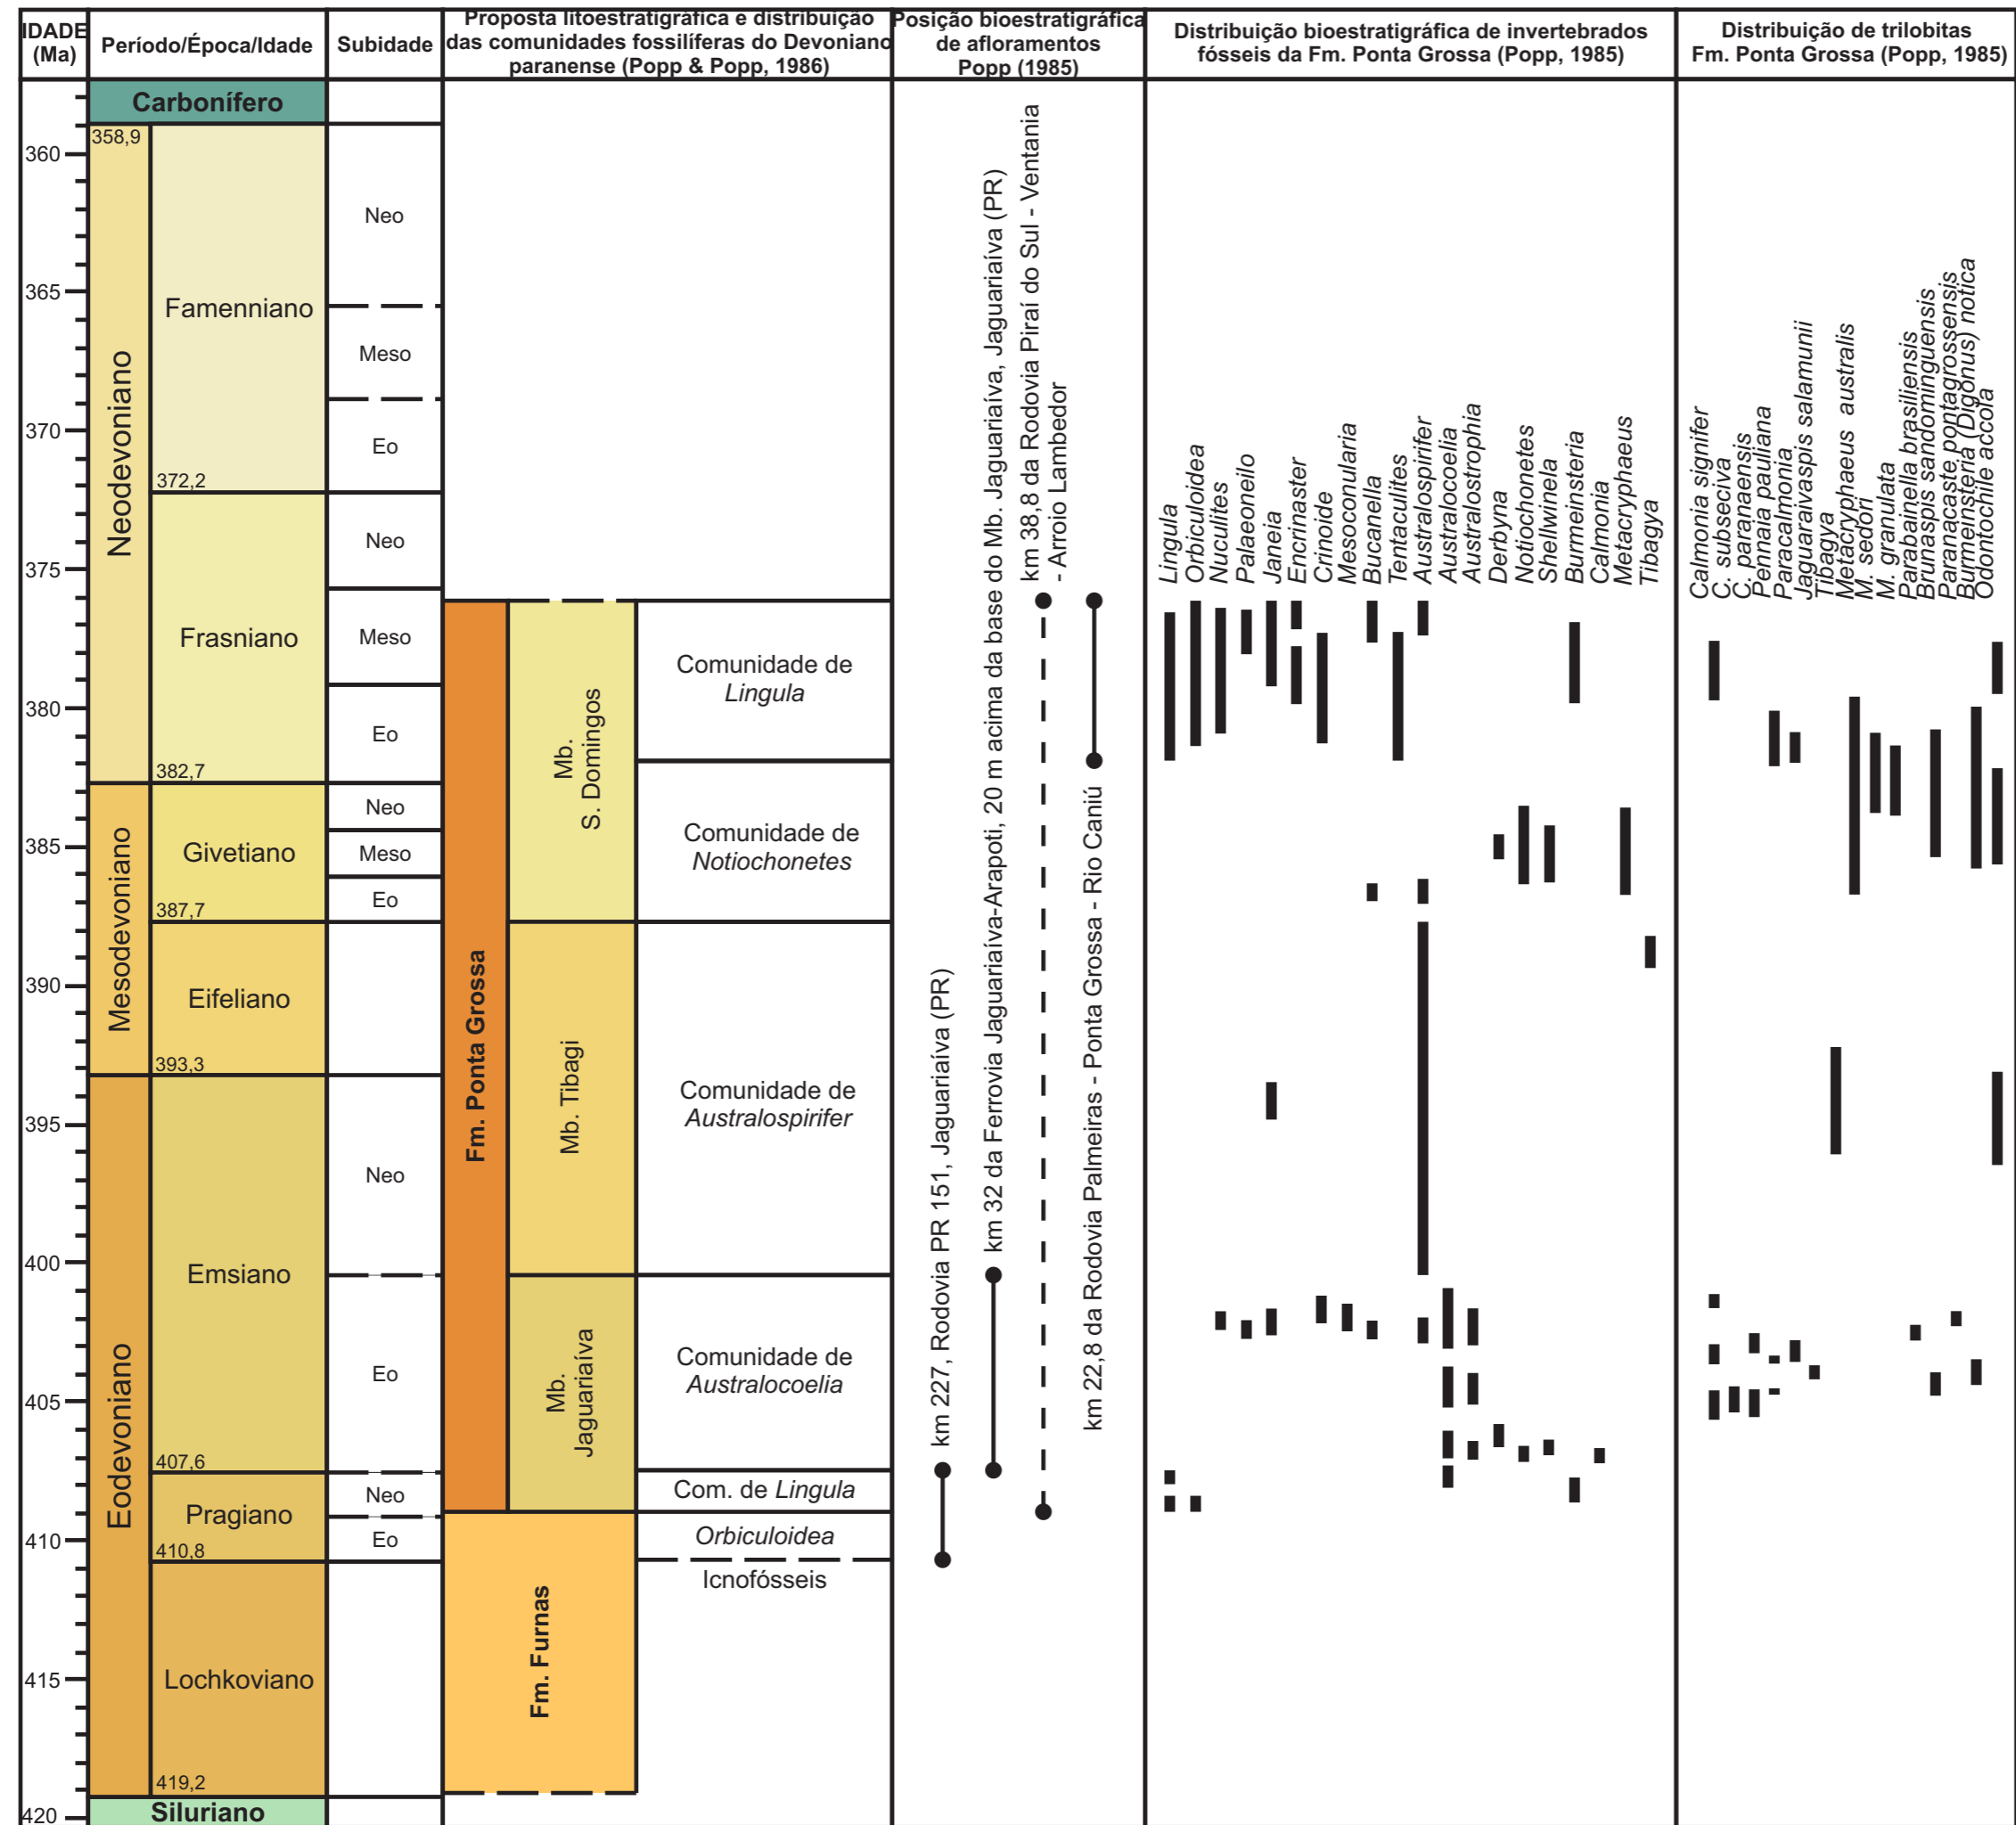 IDADE
(Ma)
Período/Época/Idade
Subidade
Proposta litoestratigráfica e distribuição
das comunidades fossilíferas do Devoniano
paranense (Popp & Popp, 1986)
Posição bioestratigráfica
de afloramentos
Popp (1985)
Distribuição bioestratigráfica de invertebrados
fósseis da Fm. Ponta Grossa (Popp, 1985)
Distribuição de trilobitas
Fm. Ponta Grossa (Popp, 1985)
360
365
370
375
380
385
390
395
400
405
410
415
420
Carbonífero
358,9
Neodevoniano
Famenniano
372,2
Frasniano
382,7
Mesodevoniano
Givetiano
387,7
Eifeliano
393,3
Eodevoniano
Emsiano
407,6
Pragiano
410,8
Lochkoviano
419,2
Siluriano
Neo
Meso
Eo
Neo
Meso
Eo
Neo
Meso
Eo
Neo
Eo
Neo
Eo
Fm. Ponta Grossa
Mb.
S. Domingos
Mb. Tibagi
Mb.
Jaguariaíva
Fm. Furnas
Comunidade de
Lingula
Comunidade de
Notiochonetes
Comunidade de
Australospirifer
Comunidade de
Australocoelia
Com. de Lingula
Orbiculoidea
Icnofósseis
km 227, Rodovia PR 151, Jaguariaíva (PR)
km 32 da Ferrovia Jaguariaíva-Arapoti, 20 m acima da base do Mb. Jaguariaíva, Jaguariaíva (PR)
km 38,8 da Rodovia Piraí do Sul - Ventania
- Arroio Lambedor
km 22,8 da Rodovia Palmeiras - Ponta Grossa - Rio Caniú
Lingula
Orbiculoidea
Nuculites
Palaeoneilo
Janeia
Encrinaster
Crinoide
Mesoconularia
Bucanella
Tentaculites
Australospirifer
Australocoelia
Australostrophia
Derbyna
Notiochonetes
Shellwinela
Burmeinsteria
Calmonia
Metacryphaeus
Tibagya
Calmonia signifer
C. subseciva
C. paranaensis
Pennaia pauliana
Paracalmonia
Jaguaraivaspis salamunii
Tibagya
Metacryphaeus australis
M. sedori
M. granulata
Parabainella brasiliensis
Brunaspis sandominguensis
Paranacaste pontagrossensis
Burmeinsteria (Digonus) notica
Odontochile accola